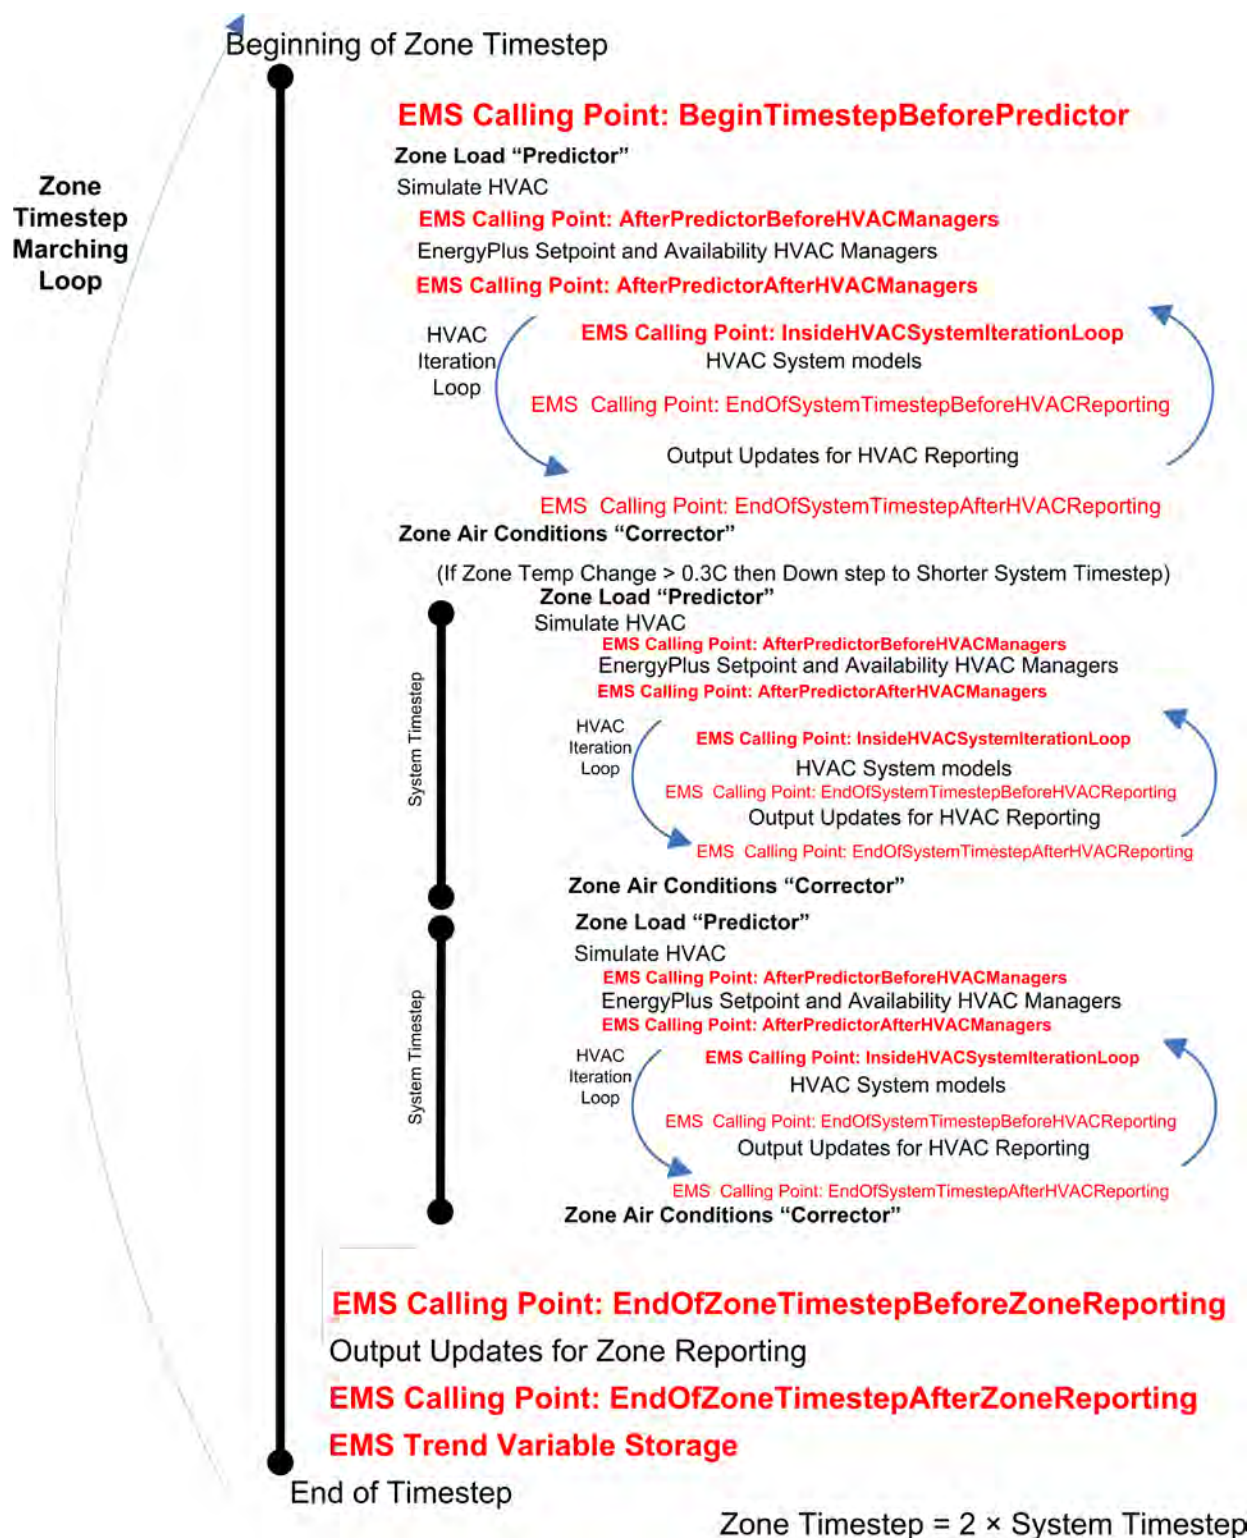 Beginning of Zone Timestep
EMS Calling Point: BeginTimestepBeforePredictor
Zone Load “Predictor”
Simulate HVAC
Zone
Timestep
Marching
Loop
EMS Calling Point: AfterPredictorBeforeHVACManagers
EnergyPlus Setpoint and Availability HVAC Managers
EMS Calling Point: AfterPredictorAfterHVACManagers
HVAC
Iteration
Loop
EMS Calling Point: InsideHVACSystemIterationLoop
HVAC System models
EMS Calling Point: EndOfSystemTimestepBeforeHVACReporting
Output Updates for HVAC Reporting
EMS Calling Point: EndOfSystemTimestepAfterHVACReporting
Zone Air Conditions “Corrector”
(If Zone Temp Change > 0.3C then Down step to Shorter System Timestep)
System Timestep
Zone Load “Predictor”
Simulate HVAC
EMS Calling Point: AfterPredictorBeforeHVACManagers
EnergyPlus Setpoint and Availability HVAC Managers
EMS Calling Point: AfterPredictorAfterHVACManagers
HVAC
Iteration
Loop
EMS Calling Point: InsideHVACSystemIterationLoop
HVAC System models
EMS Calling Point: EndOfSystemTimestepBeforeHVACReporting
Output Updates for HVAC Reporting
EMS Calling Point: EndOfSystemTimestepAfterHVACReporting
Zone Air Conditions “Corrector”
System Timestep
Zone Load “Predictor”
Simulate HVAC
EMS Calling Point: AfterPredictorBeforeHVACManagers
EnergyPlus Setpoint and Availability HVAC Managers
EMS Calling Point: AfterPredictorAfterHVACManagers
HVAC
Iteration
Loop
EMS Calling Point: InsideHVACSystemIterationLoop
HVAC System models
EMS Calling Point: EndOfSystemTimestepBeforeHVACReporting
Output Updates for HVAC Reporting
EMS Calling Point: EndOfSystemTimestepAfterHVACReporting
Zone Air Conditions “Corrector”
EMS Calling Point: EndOfZoneTimestepBeforeZoneReporting
Output Updates for Zone Reporting
EMS Calling Point: EndOfZoneTimestepAfterZoneReporting
EMS Trend Variable Storage
End of Timestep
Zone Timestep = 2 × System Timestep